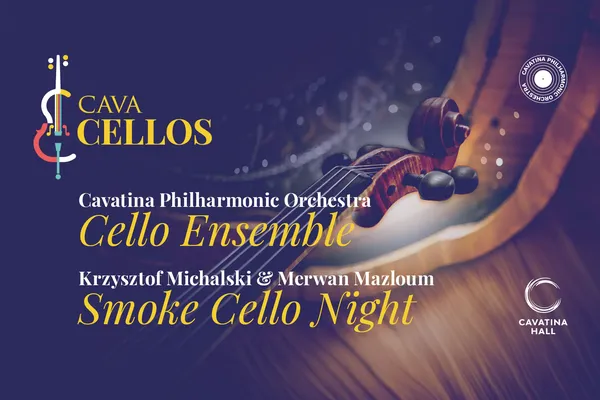 CAVA
CELLOS
CAVATINA PHILHARMONIC ORCHESTRA
Cavatina Philharmonic Orchestra
Cello Ensemble
Krzysztof Michalski & Merwan Mazloum
Smoke Cello Night
CAVATINA
HALL